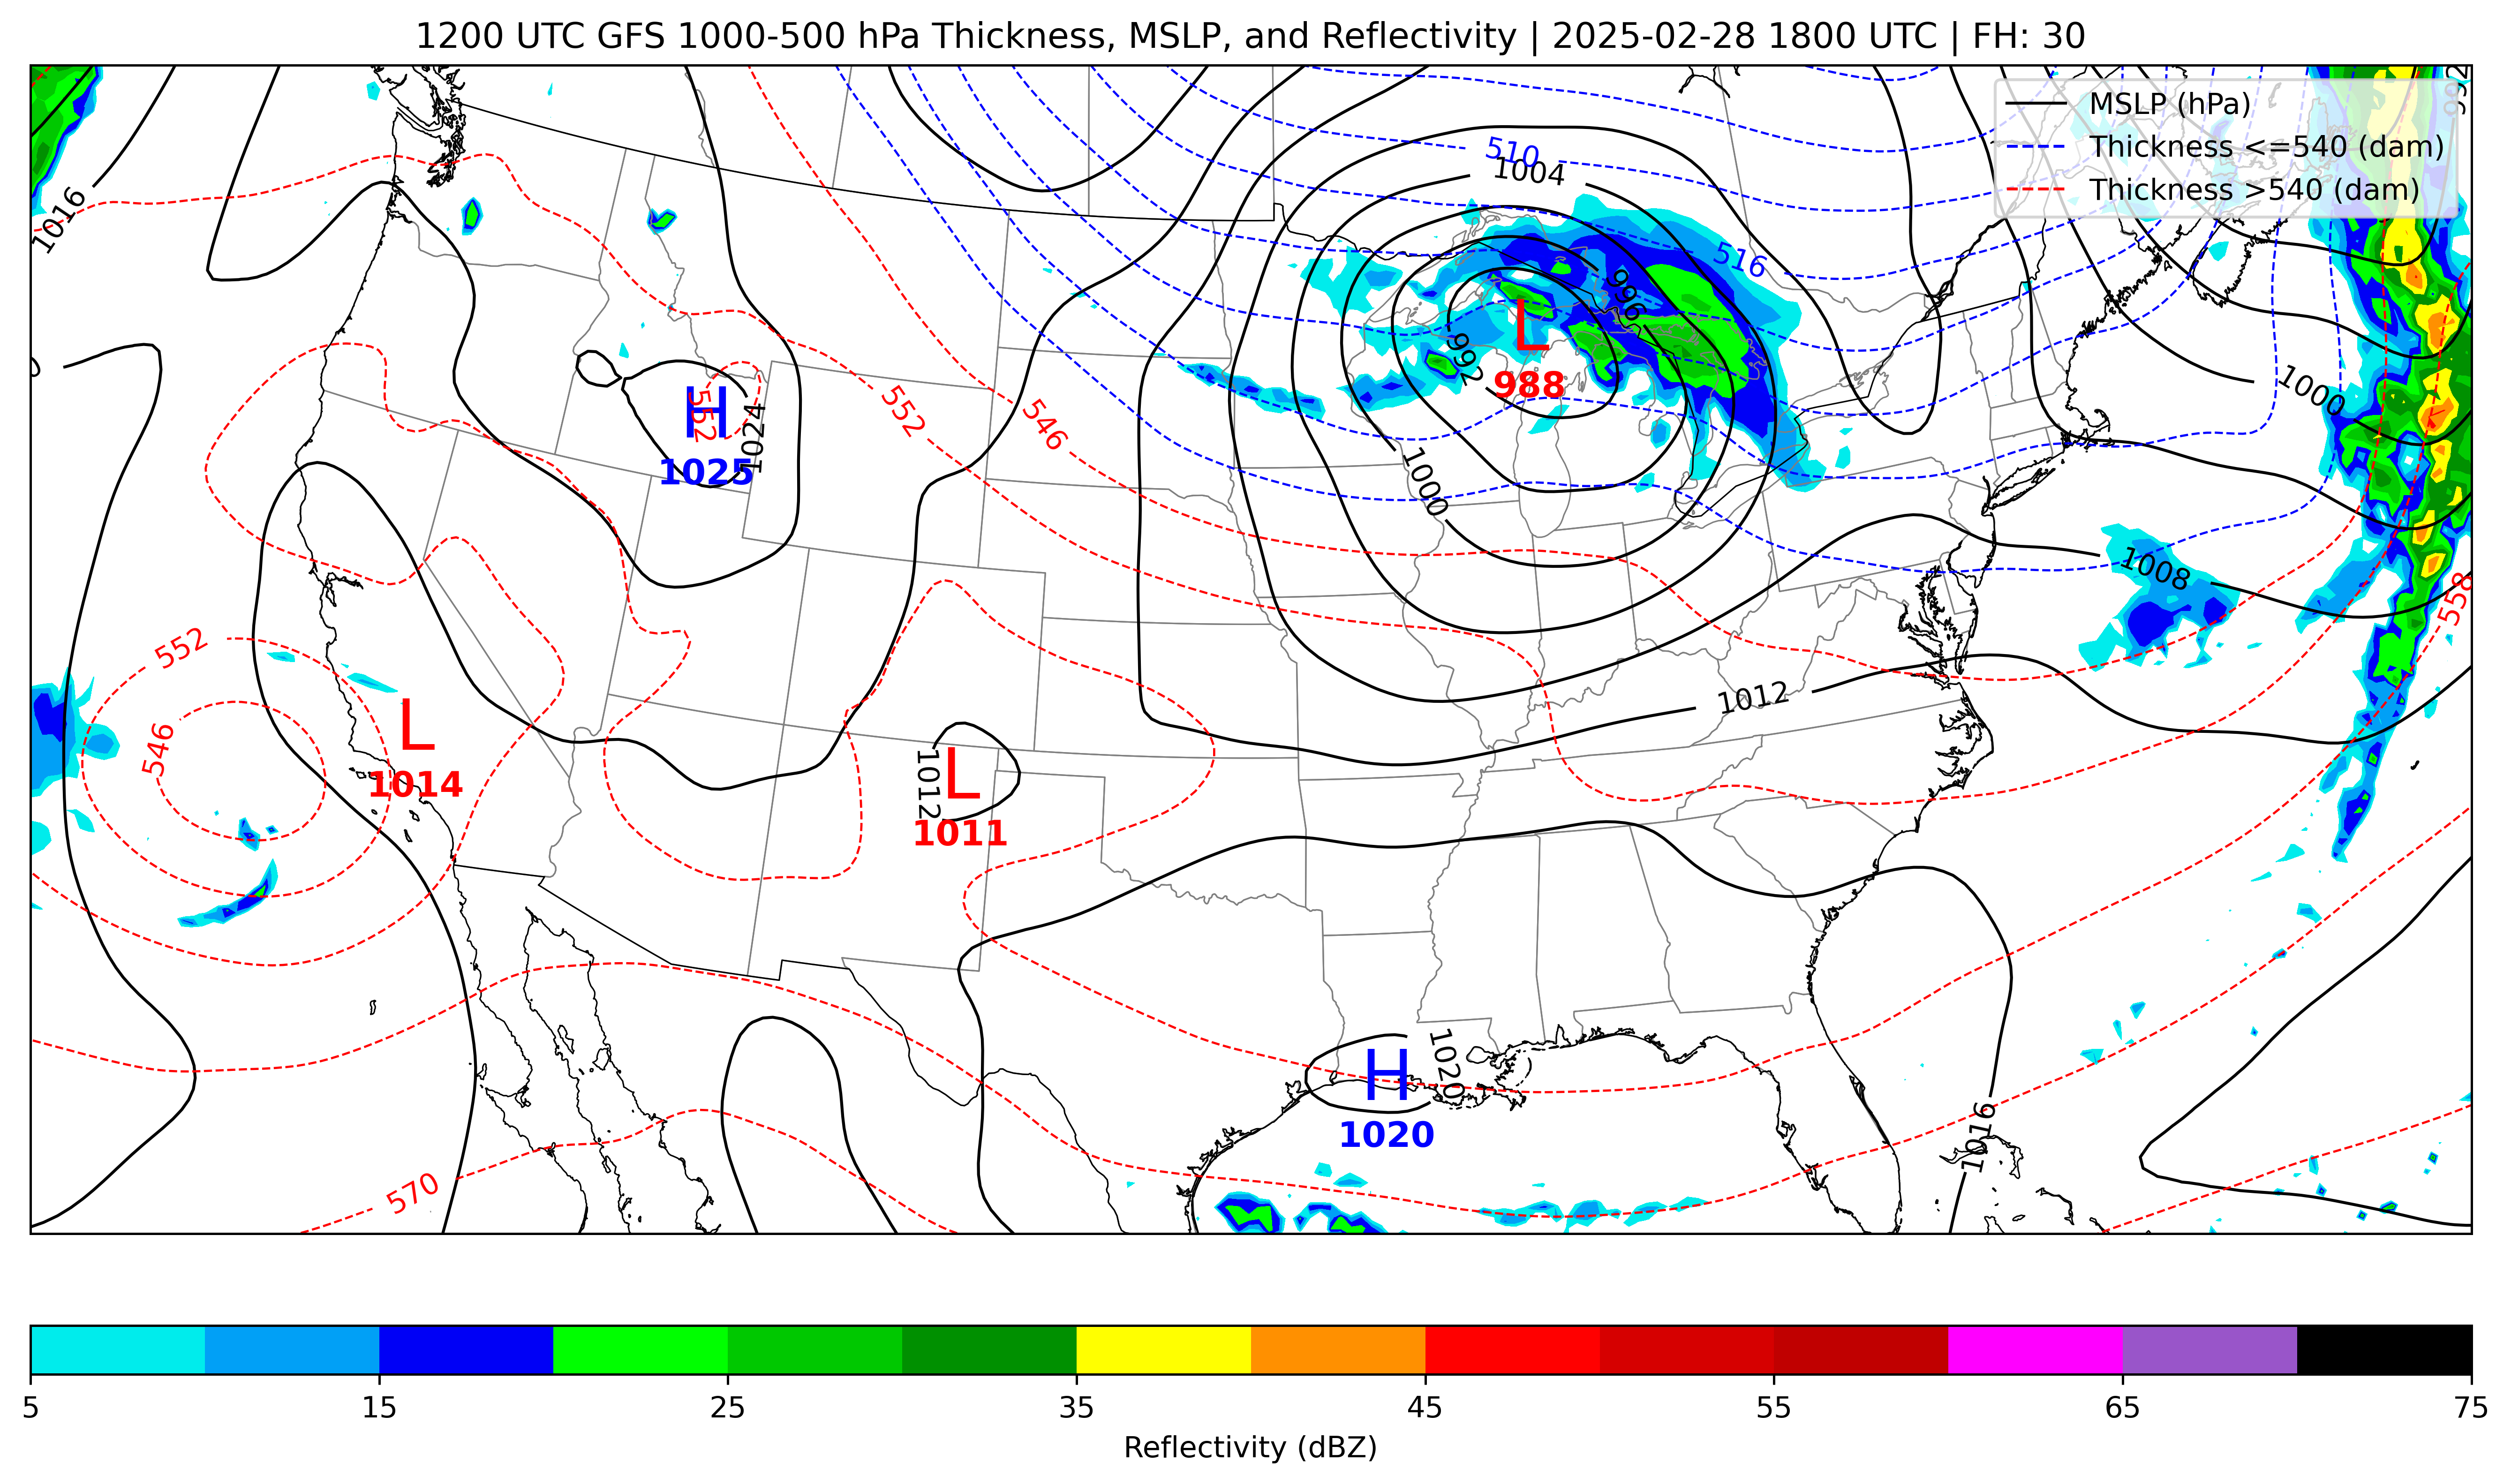 1200 UTC GFS 1000-500 hPa Thickness, MSLP, and Reflectivity | 2025-02-28 1800 UTC | FH: 30
MSLP (hPa)
Thickness <=540 (dam)
Thickness >540 (dam)
992
510
1004
1016
516
996
992
L
988
1000
552
546
H
552
1024
1025
1000
1008
558
552
546
L
1014
1012
1012
L
1011
1020
H
1020
1016
570
5 15 25 35 45 55 65 75
Reflectivity (dBZ)